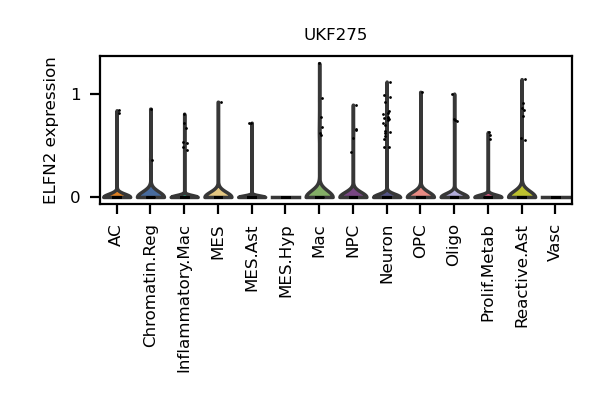 UKF275
ELFN2 expression
1
0
AC
Chromatin.Reg
Inflammatory.Mac
MES
MES.Ast
MES.Hyp
Mac
NPC
Neuron
OPC
Oligo
Prolif.Metab
Reactive.Ast
Vasc